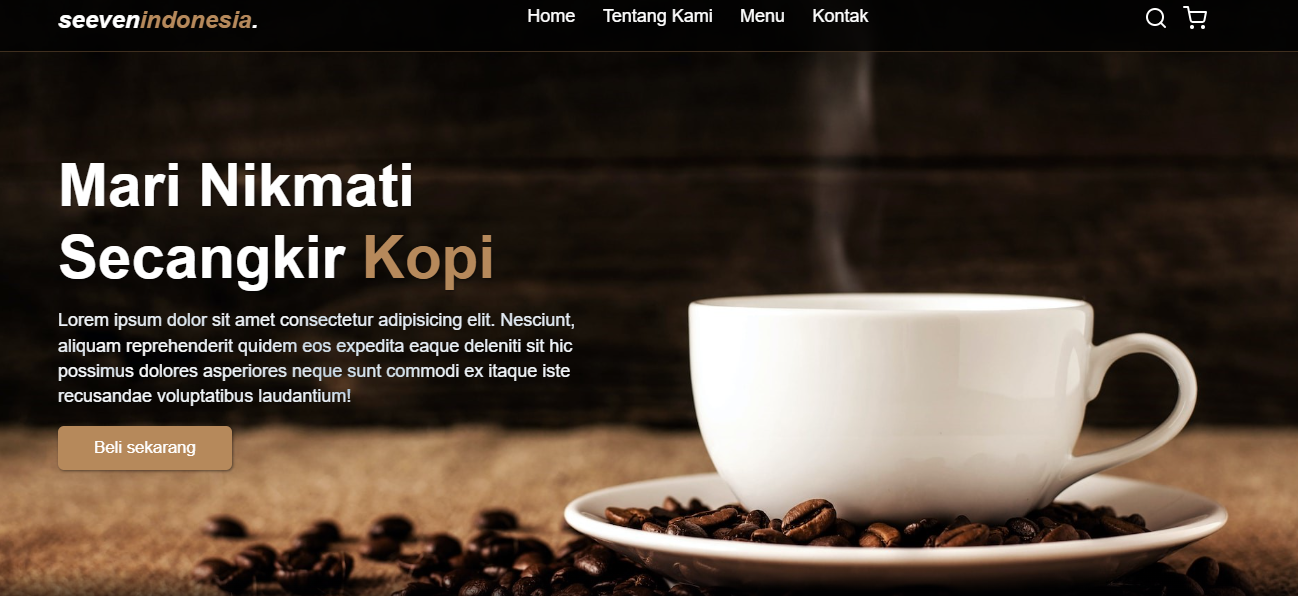 seevenindonesia.
Home Tentang Kami Menu Kontak
Mari Nikmati
Secangkir Kopi
Lorem ipsum dolor sit amet consectetur adipisicing elit. Nesciunt,
aliquam reprehenderit quidem eos expedita eaque deleniti sit hic
possimus dolores asperiores neque sunt commodi ex itaque iste
recusandae voluptatibus laudantium!
Beli sekarang